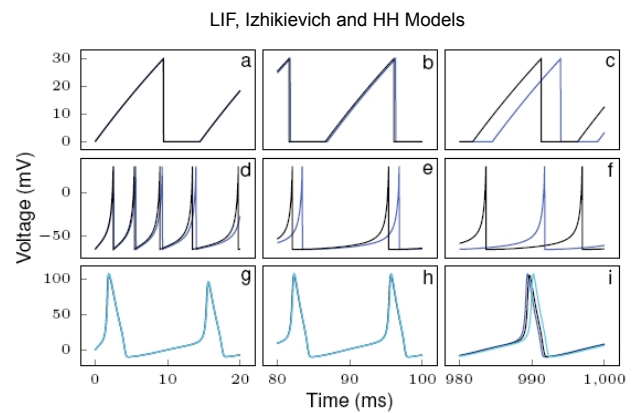 LIF, Izhikievich and HH Models
30
20
10
0
a
b
c
Voltage (mV)
0
−50
d
e
f
100
50
0
g
h
i
0 10 20 80 90 100 980 990 1,000
Time (ms)